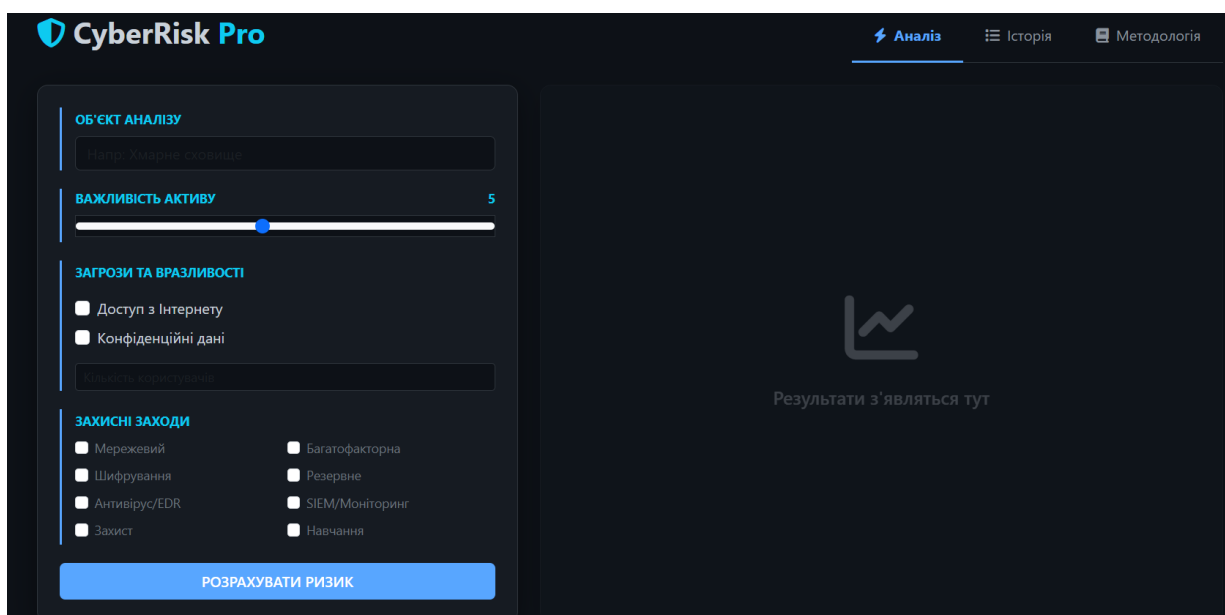 CyberRisk Pro
Аналіз
Історія
Методологія
ОБ'ЄКТ АНАЛІЗУ
Напр: Хмарне сховище
ВАЖЛИВІСТЬ АКТИВУ 5
ЗАГРОЗИ ТА ВРАЗЛИВОСТІ
Доступ з Інтернету
Конфіденційні дані
Кількість користувачів
ЗАХИСНІ ЗАХОДИ
Мережевий Багатофакторна
Шифрування Резервне
Антивірус/EDR SIEM/Моніторинг
Захист Навчання
РОЗРАХУВАТИ РИЗИК
Результати з'являться тут